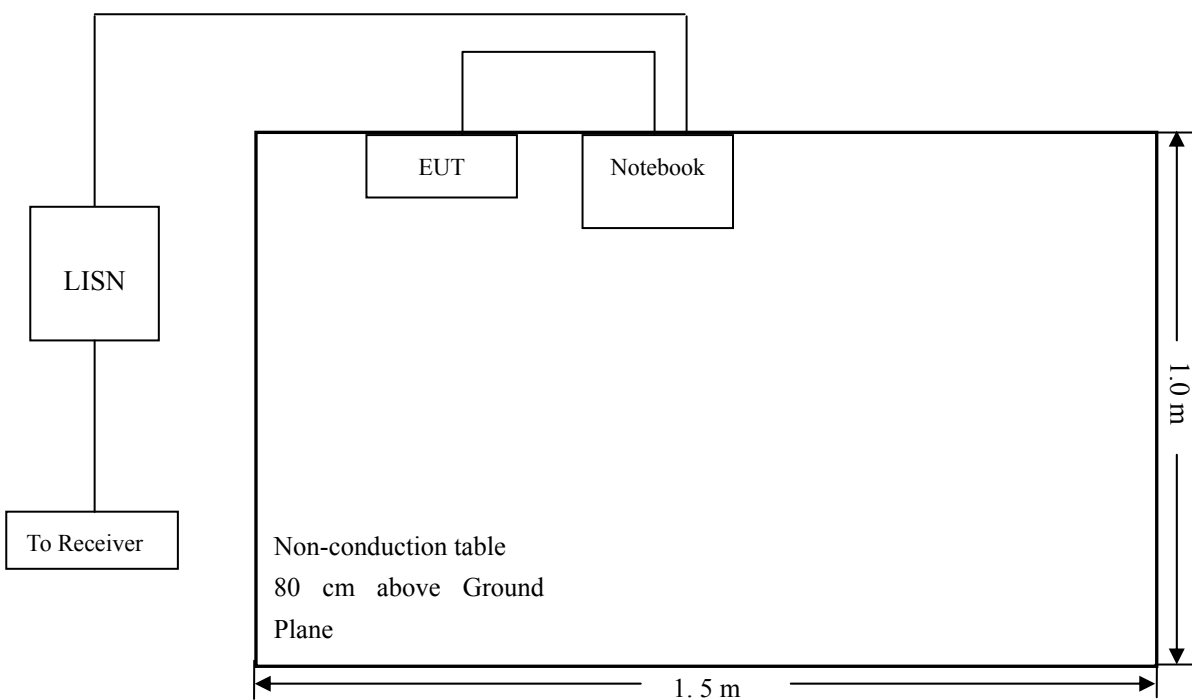 EUT
Notebook
LISN
1.0 m
To Receiver
Non-conduction table
80 cm above Ground
Plane
1. 5 m